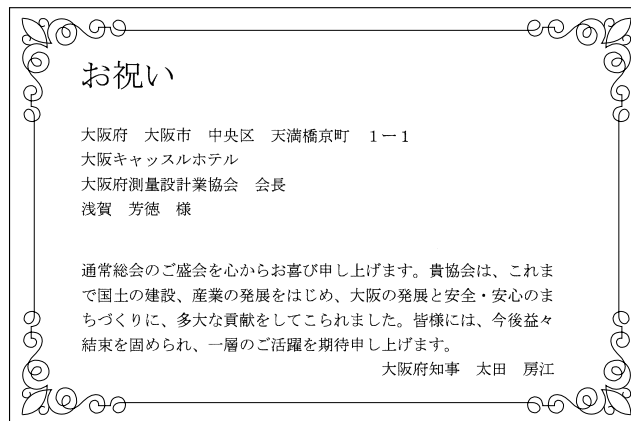 お祝い
大阪府　大阪市　中央区　天満橋京町　１ー１
大阪キャッスルホテル
大阪府測量設計業協会　会長
浅賀　芳徳　様
通常総会のご盛会を心からお喜び申し上げます。貴協会は、これま
で国土の建設、産業の発展をはじめ、大阪の発展と安全・安心のま
ちづくりに、多大な貢献をしてこられました。皆様には、今後益々
結束を固められ、一層のご活躍を期待申し上げます。
大阪府知事　太田　房江